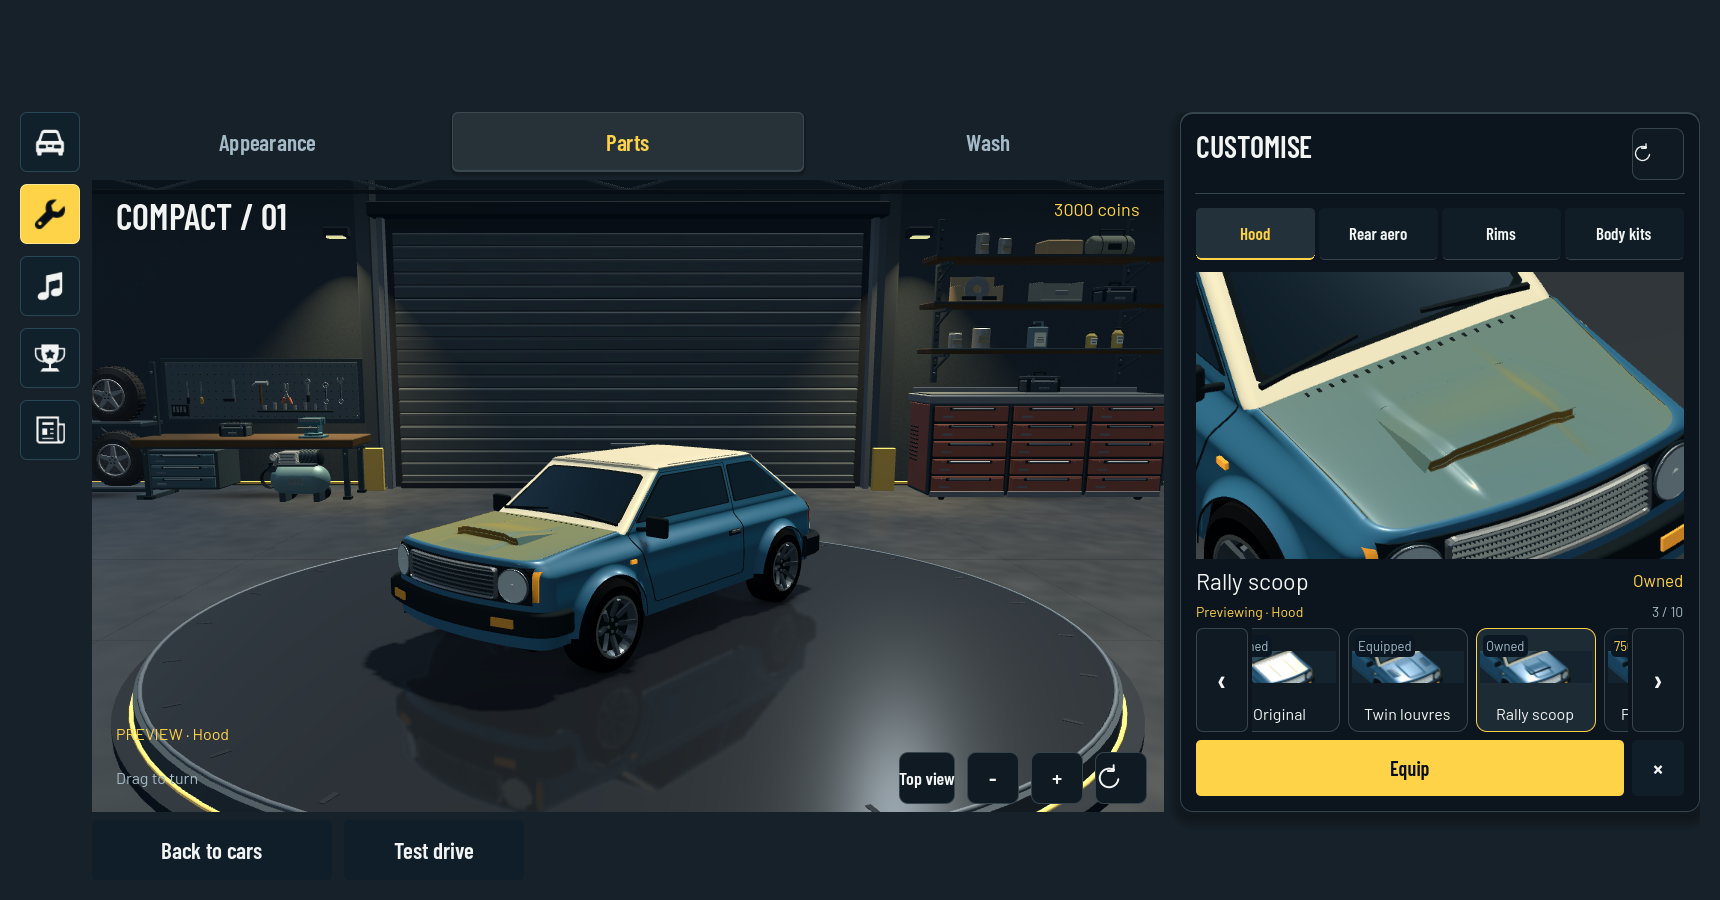 Appearance
Parts
Wash
COMPACT / 01
3000 coins
PREVIEW · Hood
Drag to turn
Top view
-
+
Back to cars
Test drive
CUSTOMISE
Hood
Rear aero
Rims
Body kits
Rally scoop
Owned
Previewing · Hood
3 / 10
Equipped
Owned
Original
Twin louvres
Rally scoop
Equip
×